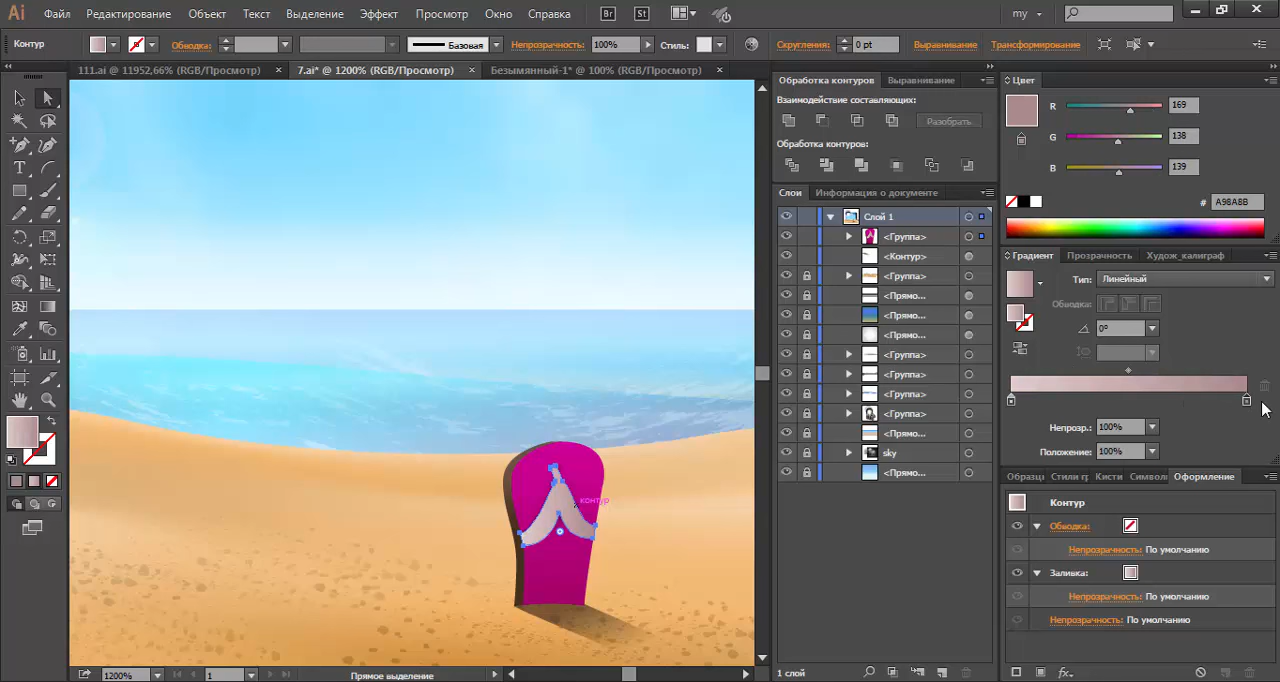 Ai Файл Редактирование Объект Текст Выделение Эффект Просмотр Окно Справка Br St my
Контур Обводка: Базовая Непрозрачность: 100% Стиль: Скругления: 0 pt Выравнивание Трансформирование
111.ai @ 11952,66% (RGB/Просмотр) × 7.ai* @ 1200% (RGB/Просмотр) × Безымянный-1* @ 100% (RGB/Просмотр) ×
Обработка контуров Выравнивание
Взаимодействие составляющих:
Разобрать
Обработка контуров:
Слои Информация о документе
Слой 1
<Группа>
<Контур>
<Группа>
<Прямо...
<Прямо...
<Прямо...
<Группа>
<Группа>
<Группа>
<Группа>
<Прямо...
sky
<Прямо...
1 слой
Цвет
R 169
G 138
B 139
# A98A8B
Градиент Прозрачность Худож_калиграф
Тип: Линейный
Обводка:
0°
Непрозр.: 100%
Положение: 100%
Образцы Стили гр Кисти Символы Оформление
Контур
Обводка:
Непрозрачность: По умолчанию
Заливка:
Непрозрачность: По умолчанию
Непрозрачность: По умолчанию
fx
контур
1200% 1 Прямое выделение